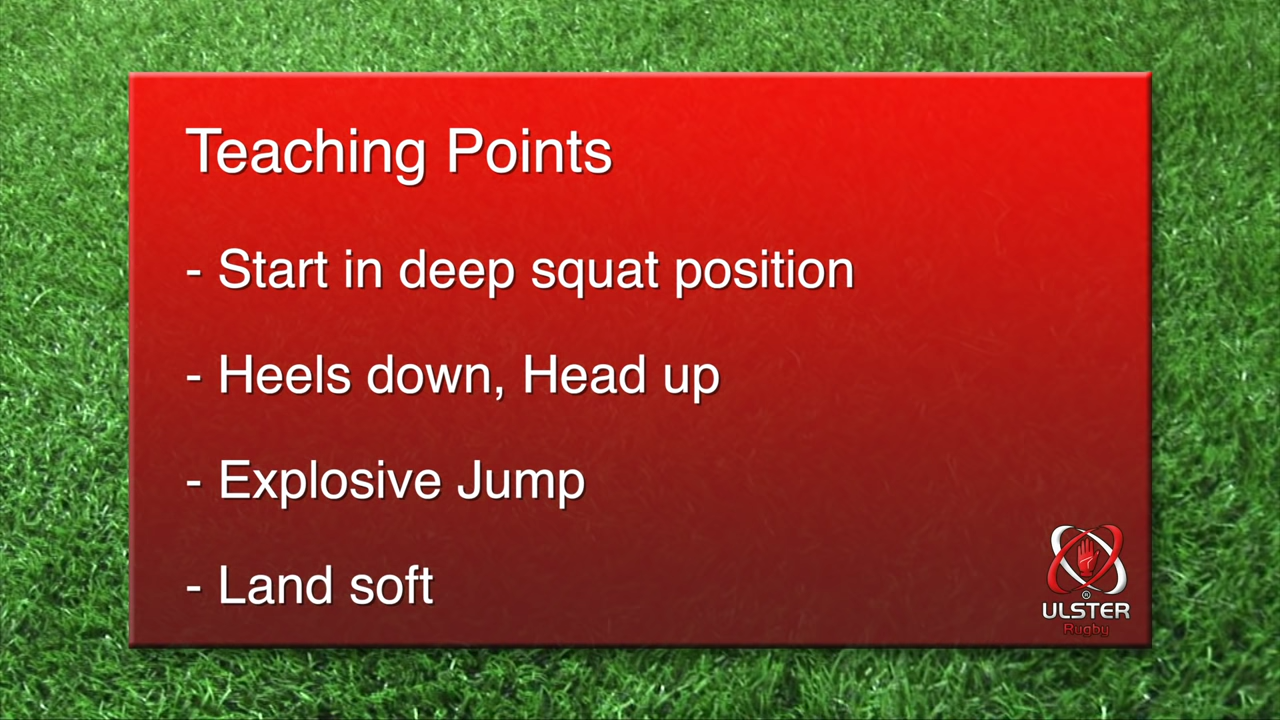 Teaching Points
- Start in deep squat position
- Heels down, Head up
- Explosive Jump
- Land soft
®
ULSTER
Rugby